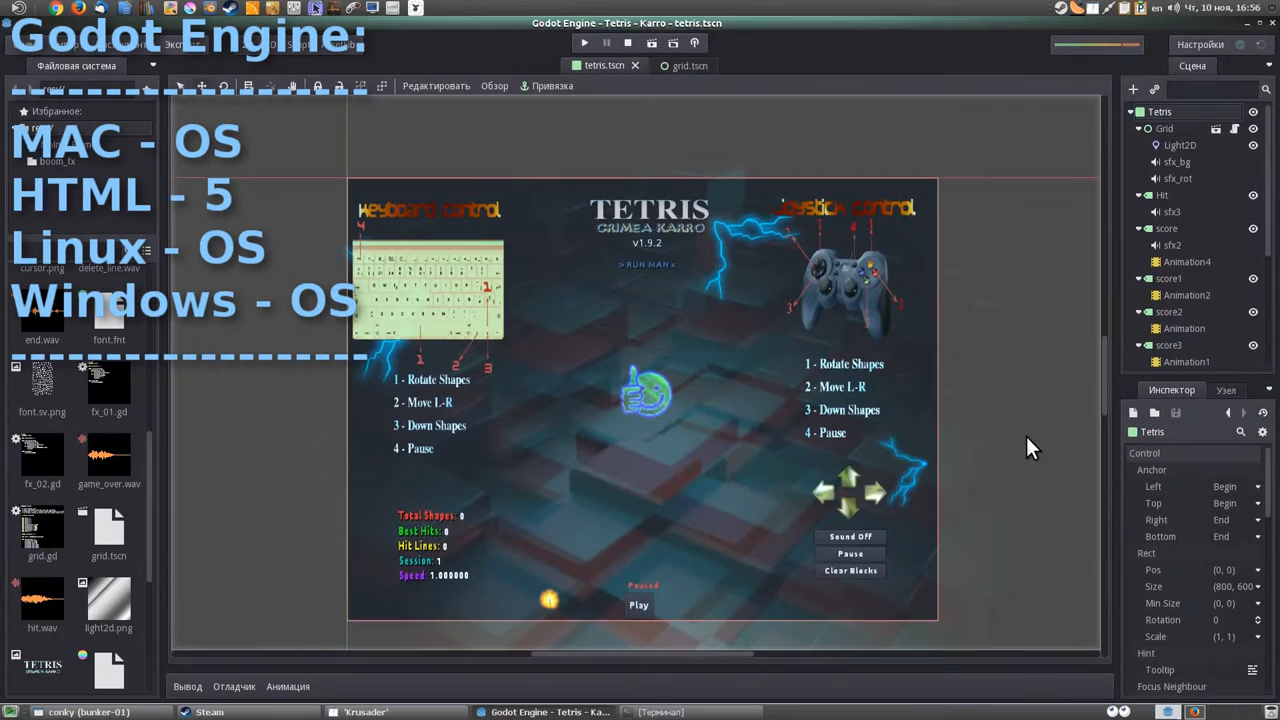 en
Чт, 10 ноя, 16:56
Godot Engine - Tetris - Karro - tetris.tscn
Godot Engine:
Настройки
Файловая система
tetris.tscn
grid.tscn
Сцена
Редактировать
Обзор
Привязка
--------------------
MAC - OS
HTML - 5
Linux - OS
Windows - OS
--------------------
Избранное:
boom_fx
cursor.png
delete_line.wav
end.wav
font.fnt
font.sv.png
fx_01.gd
fx_02.gd
game_over.wav
grid.gd
grid.tscn
hit.wav
light2d.png
TETRIS
Keyboard control
4
1
1
2
3
1 - Rotate Shapes
2 - Move L-R
3 - Down Shapes
4 - Pause
Total Shapes: 0
Best Hits: 0
Hit Lines: 0
Session: 1
Speed: 1.000000
TETRIS
CRIMEA KARRO
v1.9.2
> RUN MAN <
Paused
Play
Joystick control
1 - Rotate Shapes
2 - Move L-R
3 - Down Shapes
4 - Pause
Sound Off
Pause
Clear Blocks
Tetris
Grid
Light2D
sfx_bg
sfx_rot
Hit
sfx3
score
sfx2
Animation4
score1
Animation2
score2
Animation
score3
Animation1
Инспектор
Узел
Tetris
Control
Anchor
Left Begin
Top Begin
Right End
Bottom End
Rect
Pos (0, 0)
Size (800, 600
Min Size (0, 0)
Rotation 0
Scale (1, 1)
Hint
Tooltip
Focus Neighbour
Вывод
Отладчик
Анимация
conky (bunker-01)
Steam
'Krusader'
Godot Engine - Tetris - Ka...
[Терминал]